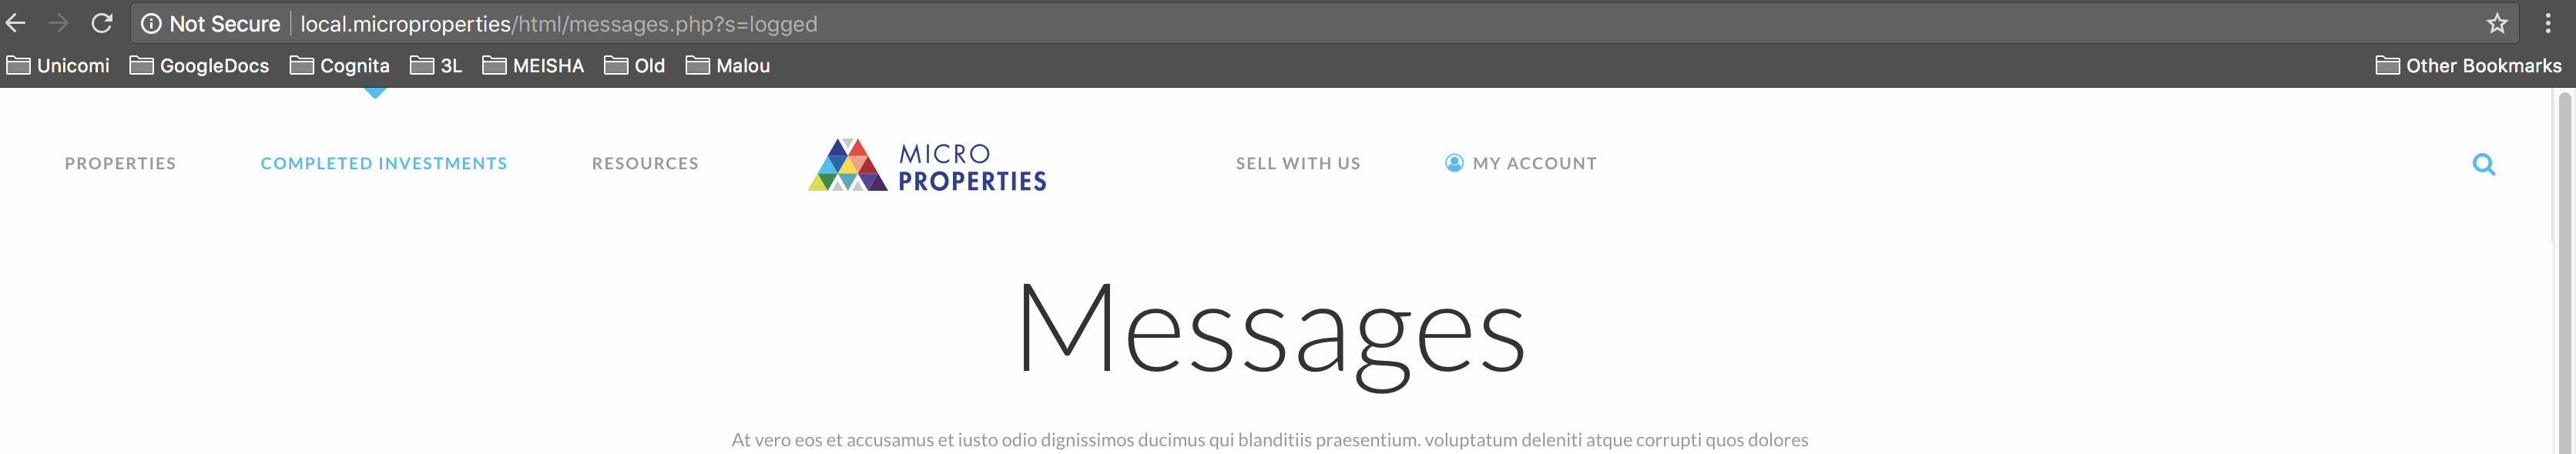 Not Secure local.microproperties/html/messages.php?s=logged
Unicomi GoogleDocs Cognita 3L MEISHA Old Malou Other Bookmarks
PROPERTIES COMPLETED INVESTMENTS RESOURCES MICRO PROPERTIES SELL WITH US MY ACCOUNT
Messages
At vero eos et accusamus et iusto odio dignissimos ducimus qui blanditiis praesentium. voluptatum deleniti atque corrupti quos dolores